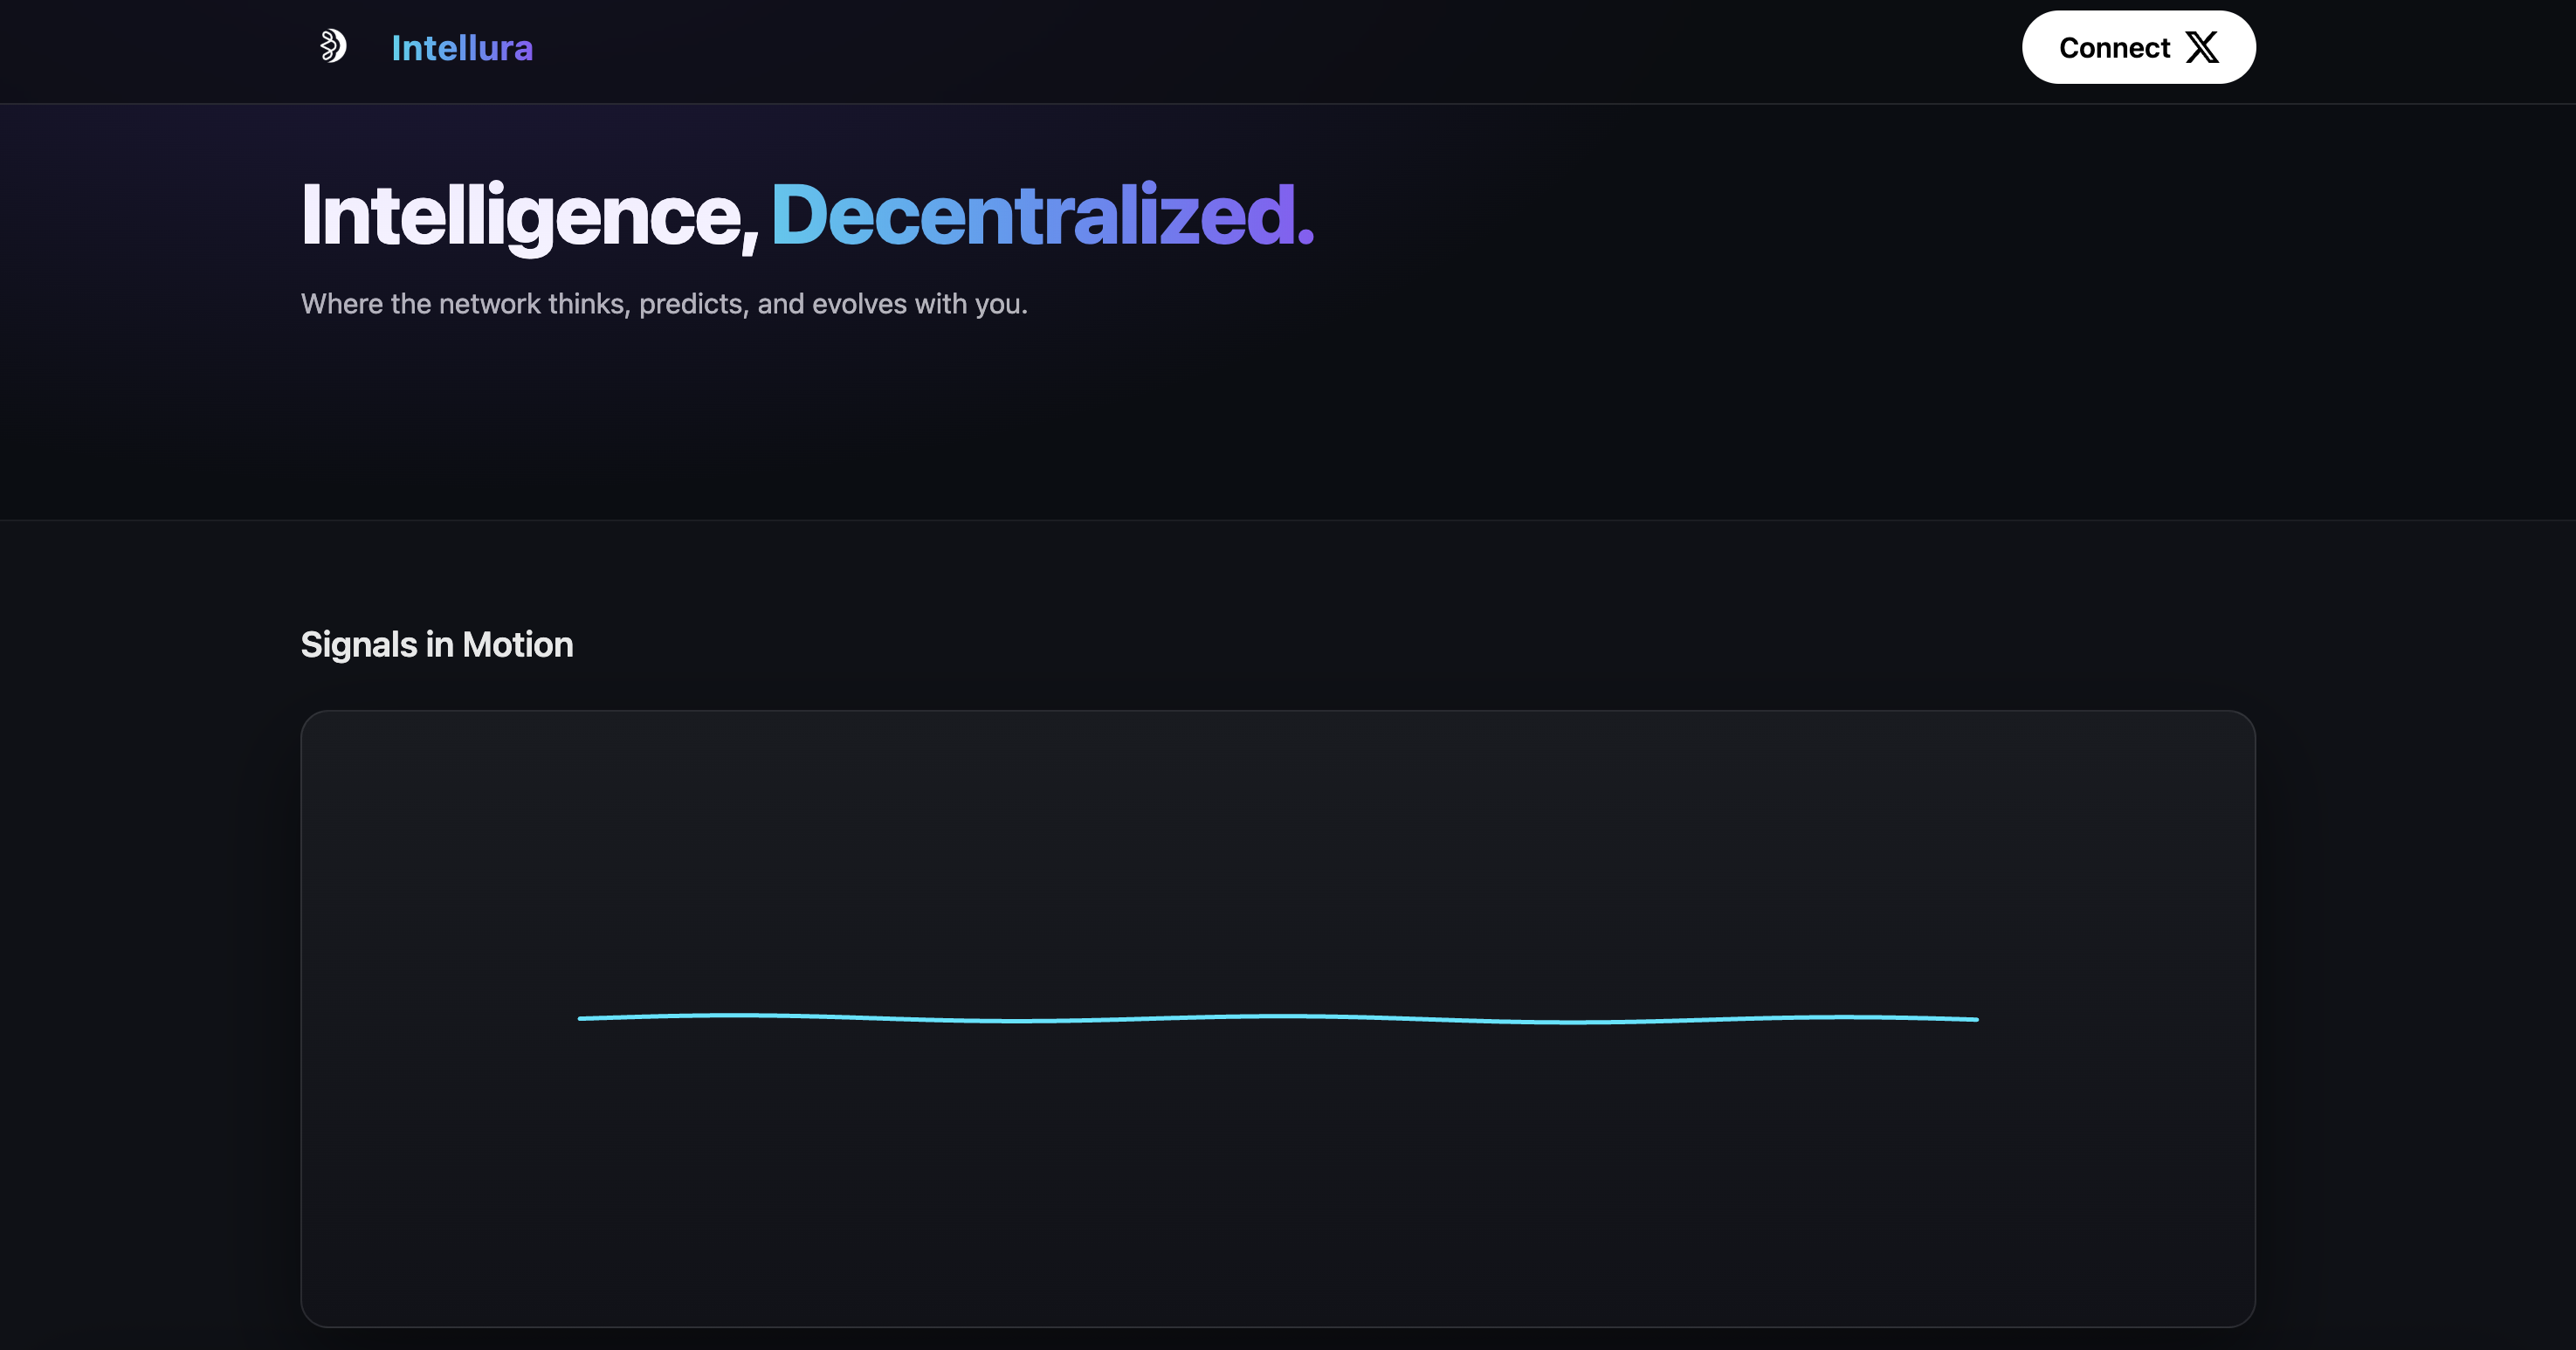 Intellura
Connect X
Intelligence, Decentralized.
Where the network thinks, predicts, and evolves with you.
Signals in Motion